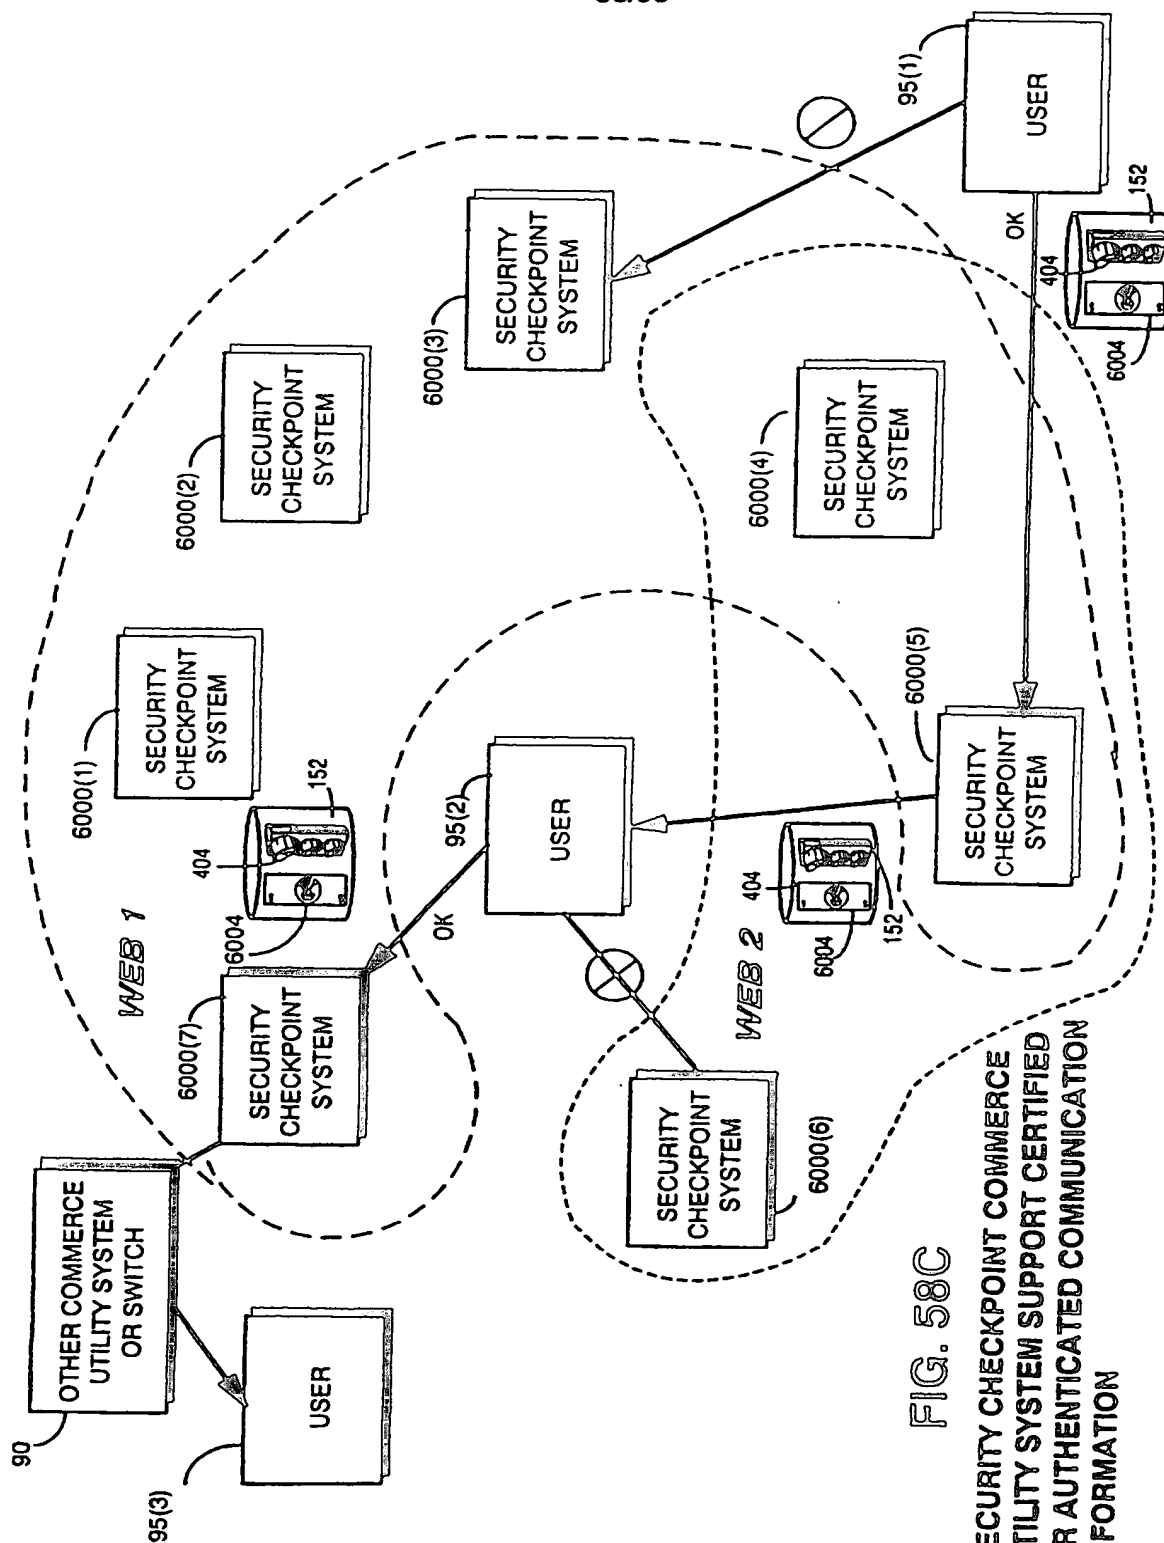 90
OTHER COMMERCE
UTILITY SYSTEM
OR SWITCH
95(3)
USER
WEB 1
6000(7)
SECURITY
CHECKPOINT
SYSTEM
6000(1)
SECURITY
CHECKPOINT
SYSTEM
404
152
6004
6000(2)
SECURITY
CHECKPOINT
SYSTEM
6000(3)
SECURITY
CHECKPOINT
SYSTEM
OK
95(2)
USER
6000(6)
SECURITY
CHECKPOINT
SYSTEM
WEB 2
404
6004
152
6000(4)
SECURITY
CHECKPOINT
SYSTEM
6000(5)
SECURITY
CHECKPOINT
SYSTEM
95(1)
USER
OK
404
152
6004
FIG. 58C
ECURITY CHECKPOINT COMMERCE
TILITY SYSTEM SUPPORT CERTIFIED
R AUTHENTICATED COMMUNICATION
FORMATION